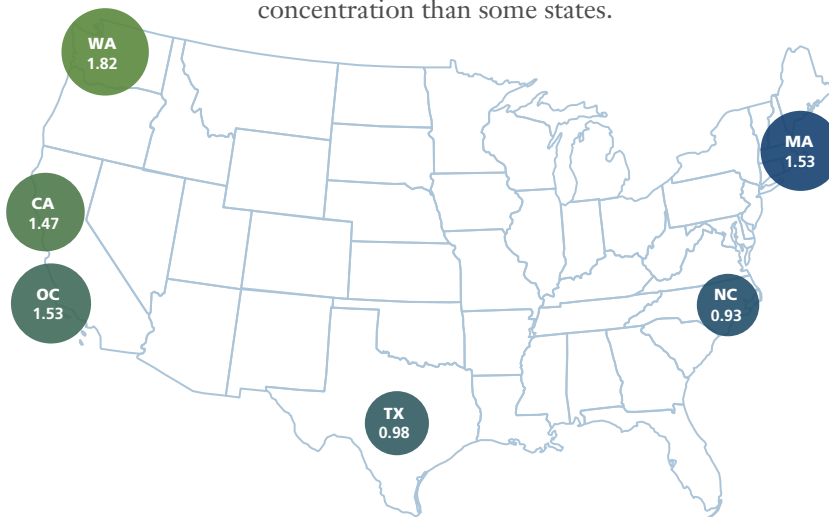 concentration than some states.
WA
1.82
MA
1.53
CA
1.47
OC
1.53
NC
0.93
TX
0.98